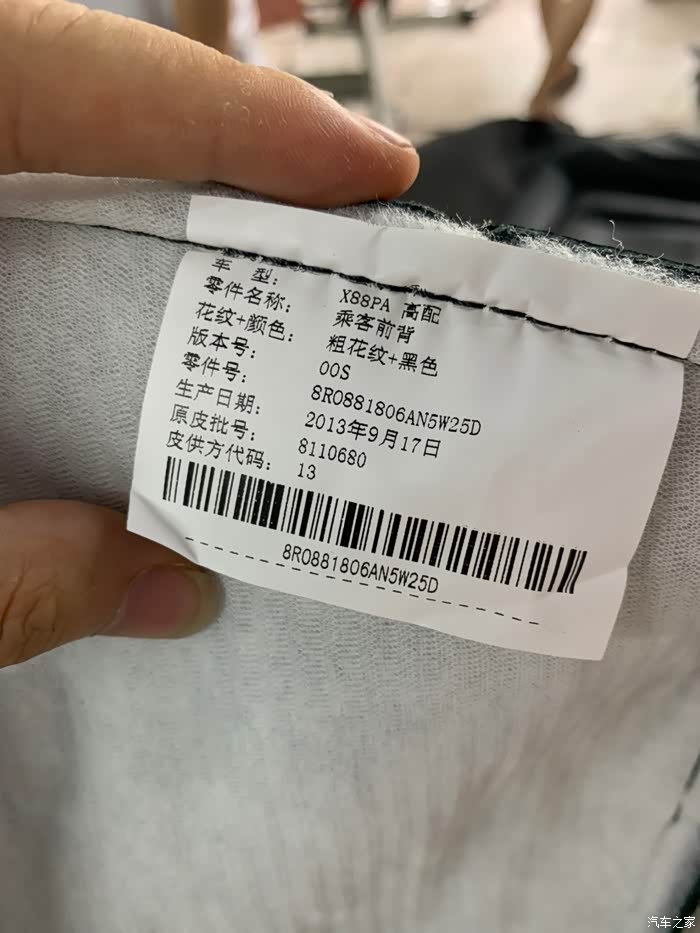 车 型: X88PA 高配
零件名称: 乘客前背
花纹+颜色: 粗花纹+黑色
版本号: 00S
零件号: 8R0881806AN5W25D
生产日期: 2013年9月17日
原皮批号: 8110680
皮供方代码: 13
8R0881806AN5W25D
汽车之家